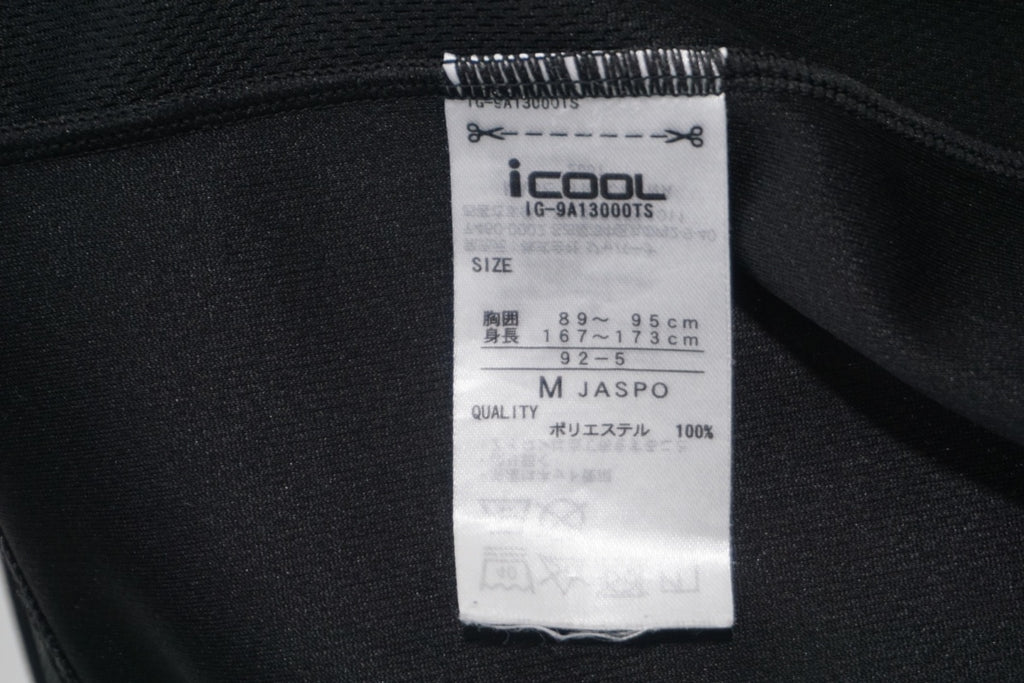 IG-9A13000TS
iCOOL
IG-9A13000TS
SIZE
胸囲 89〜 95cm
身長 167〜173cm
92-5
M JASPO
QUALITY
ポリエステル 100%